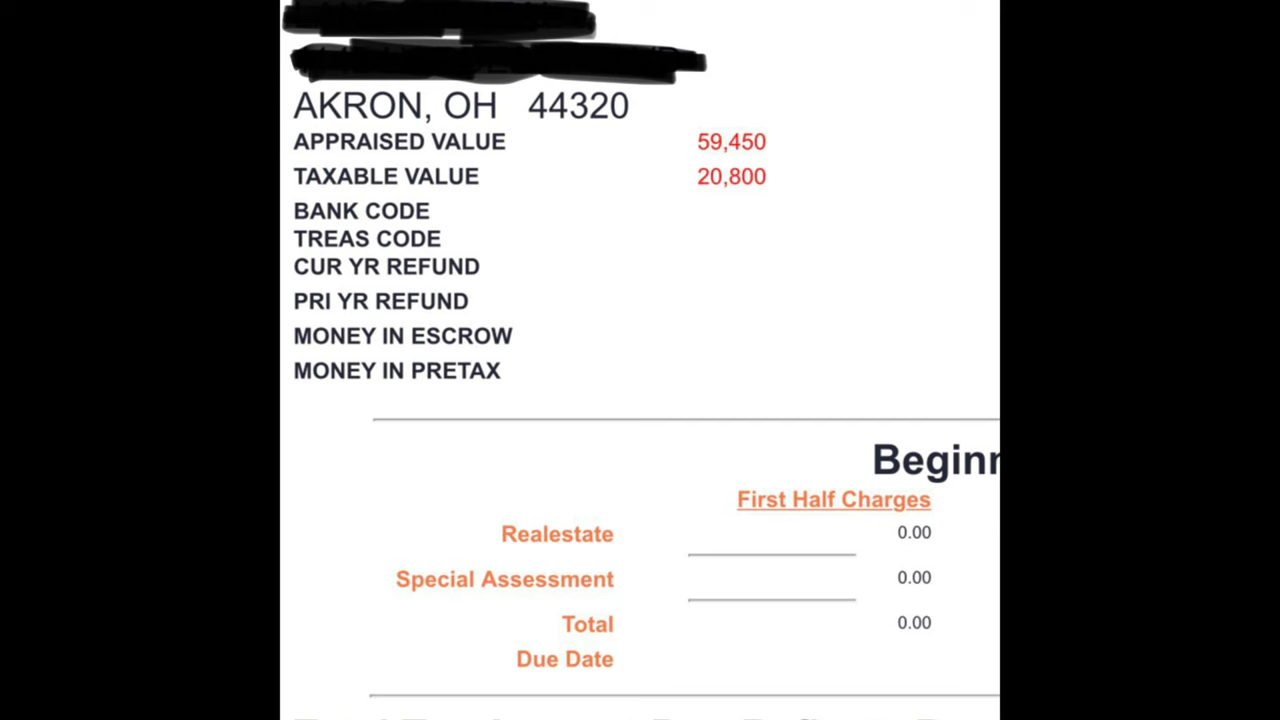 AKRON, OH 44320
APPRAISED VALUE 59,450
TAXABLE VALUE 20,800
BANK CODE
TREAS CODE
CUR YR REFUND
PRI YR REFUND
MONEY IN ESCROW
MONEY IN PRETAX
Beginn
First Half Charges
Realestate 0.00
Special Assessment 0.00
Total 0.00
Due Date